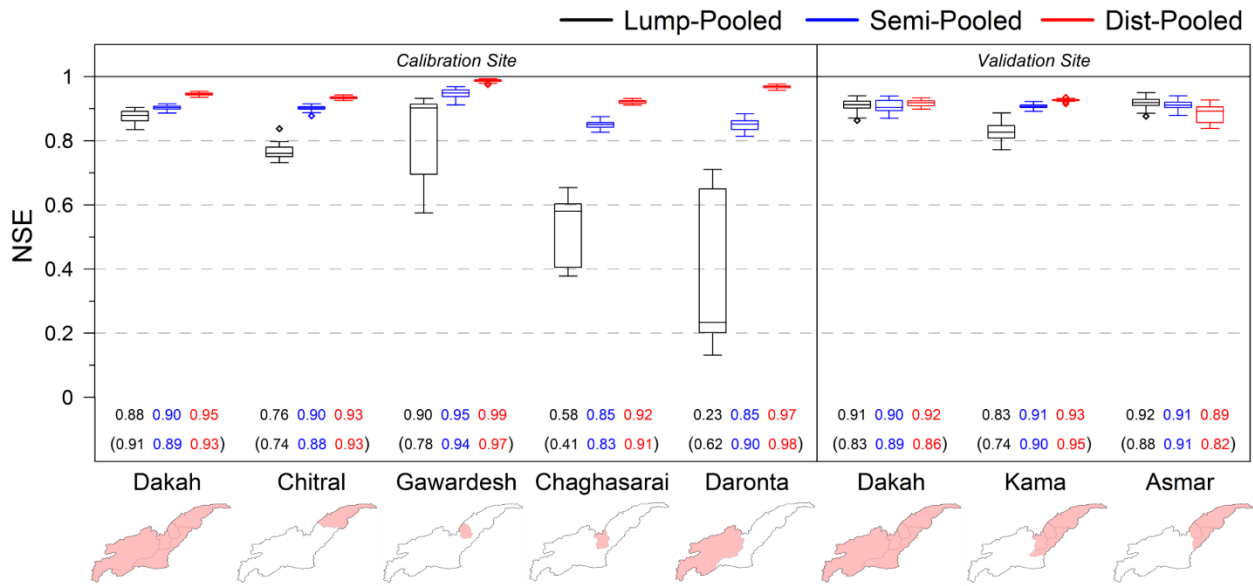 Lump-Pooled Semi-Pooled Dist-Pooled
Calibration Site Validation Site
1
0.8
0.6
0.4
0.2
0
NSE
0.88 0.90 0.95 0.76 0.90 0.93 0.90 0.95 0.99 0.58 0.85 0.92 0.23 0.85 0.97 0.91 0.90 0.92 0.83 0.91 0.93 0.92 0.91 0.89
(0.91 0.89 0.93) (0.74 0.88 0.93) (0.78 0.94 0.97) (0.41 0.83 0.91) (0.62 0.90 0.98) (0.83 0.89 0.86) (0.74 0.90 0.95) (0.88 0.91 0.82)
Dakah Chitral Gawardesh Chaghasarai Daronta Dakah Kama Asmar